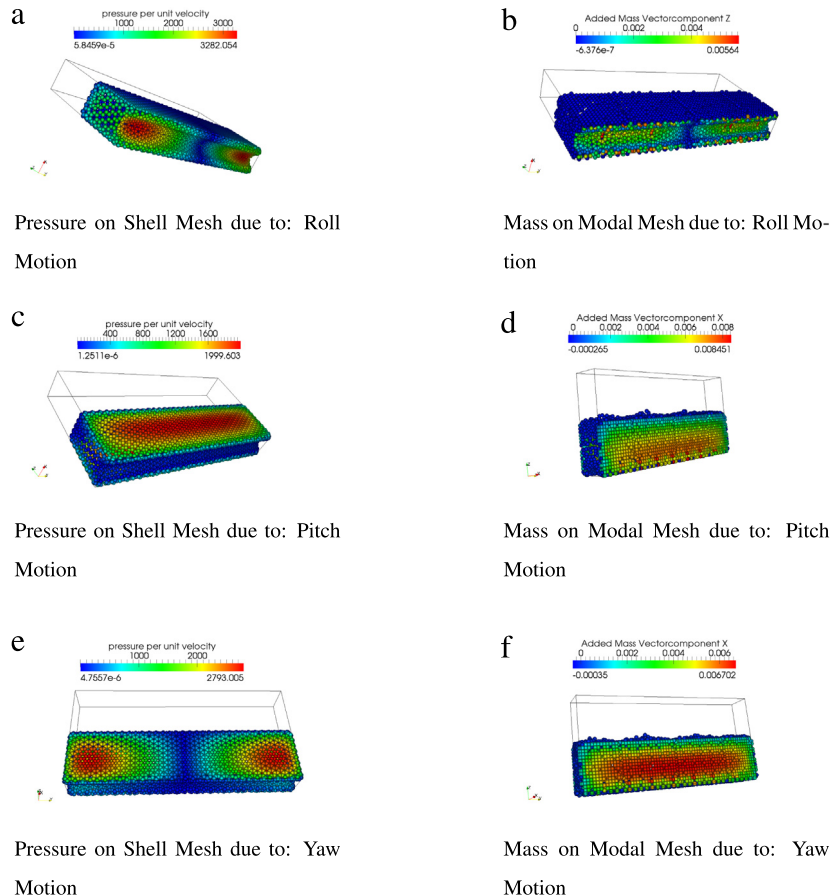 a
pressure per unit velocity
1000 2000 3000
5.8459e-5 3282.054
Pressure on Shell Mesh due to: Roll
Motion
b
Added Mass Vectorcomponent Z
0 0.002 0.004
-6.376e-7 0.00564
Mass on Modal Mesh due to: Roll Mo-
tion
c
pressure per unit velocity
400 800 1200 1600
1.2511e-6 1999.603
Pressure on Shell Mesh due to: Pitch
Motion
d
Added Mass Vectorcomponent X
0 0.002 0.004 0.006 0.008
-0.000265 0.008451
Mass on Modal Mesh due to: Pitch
Motion
e
pressure per unit velocity
1000 2000
4.7557e-6 2793.005
Pressure on Shell Mesh due to: Yaw
Motion
f
Added Mass Vectorcomponent X
0 0.002 0.004 0.006
-0.00035 0.006702
Mass on Modal Mesh due to: Yaw
Motion